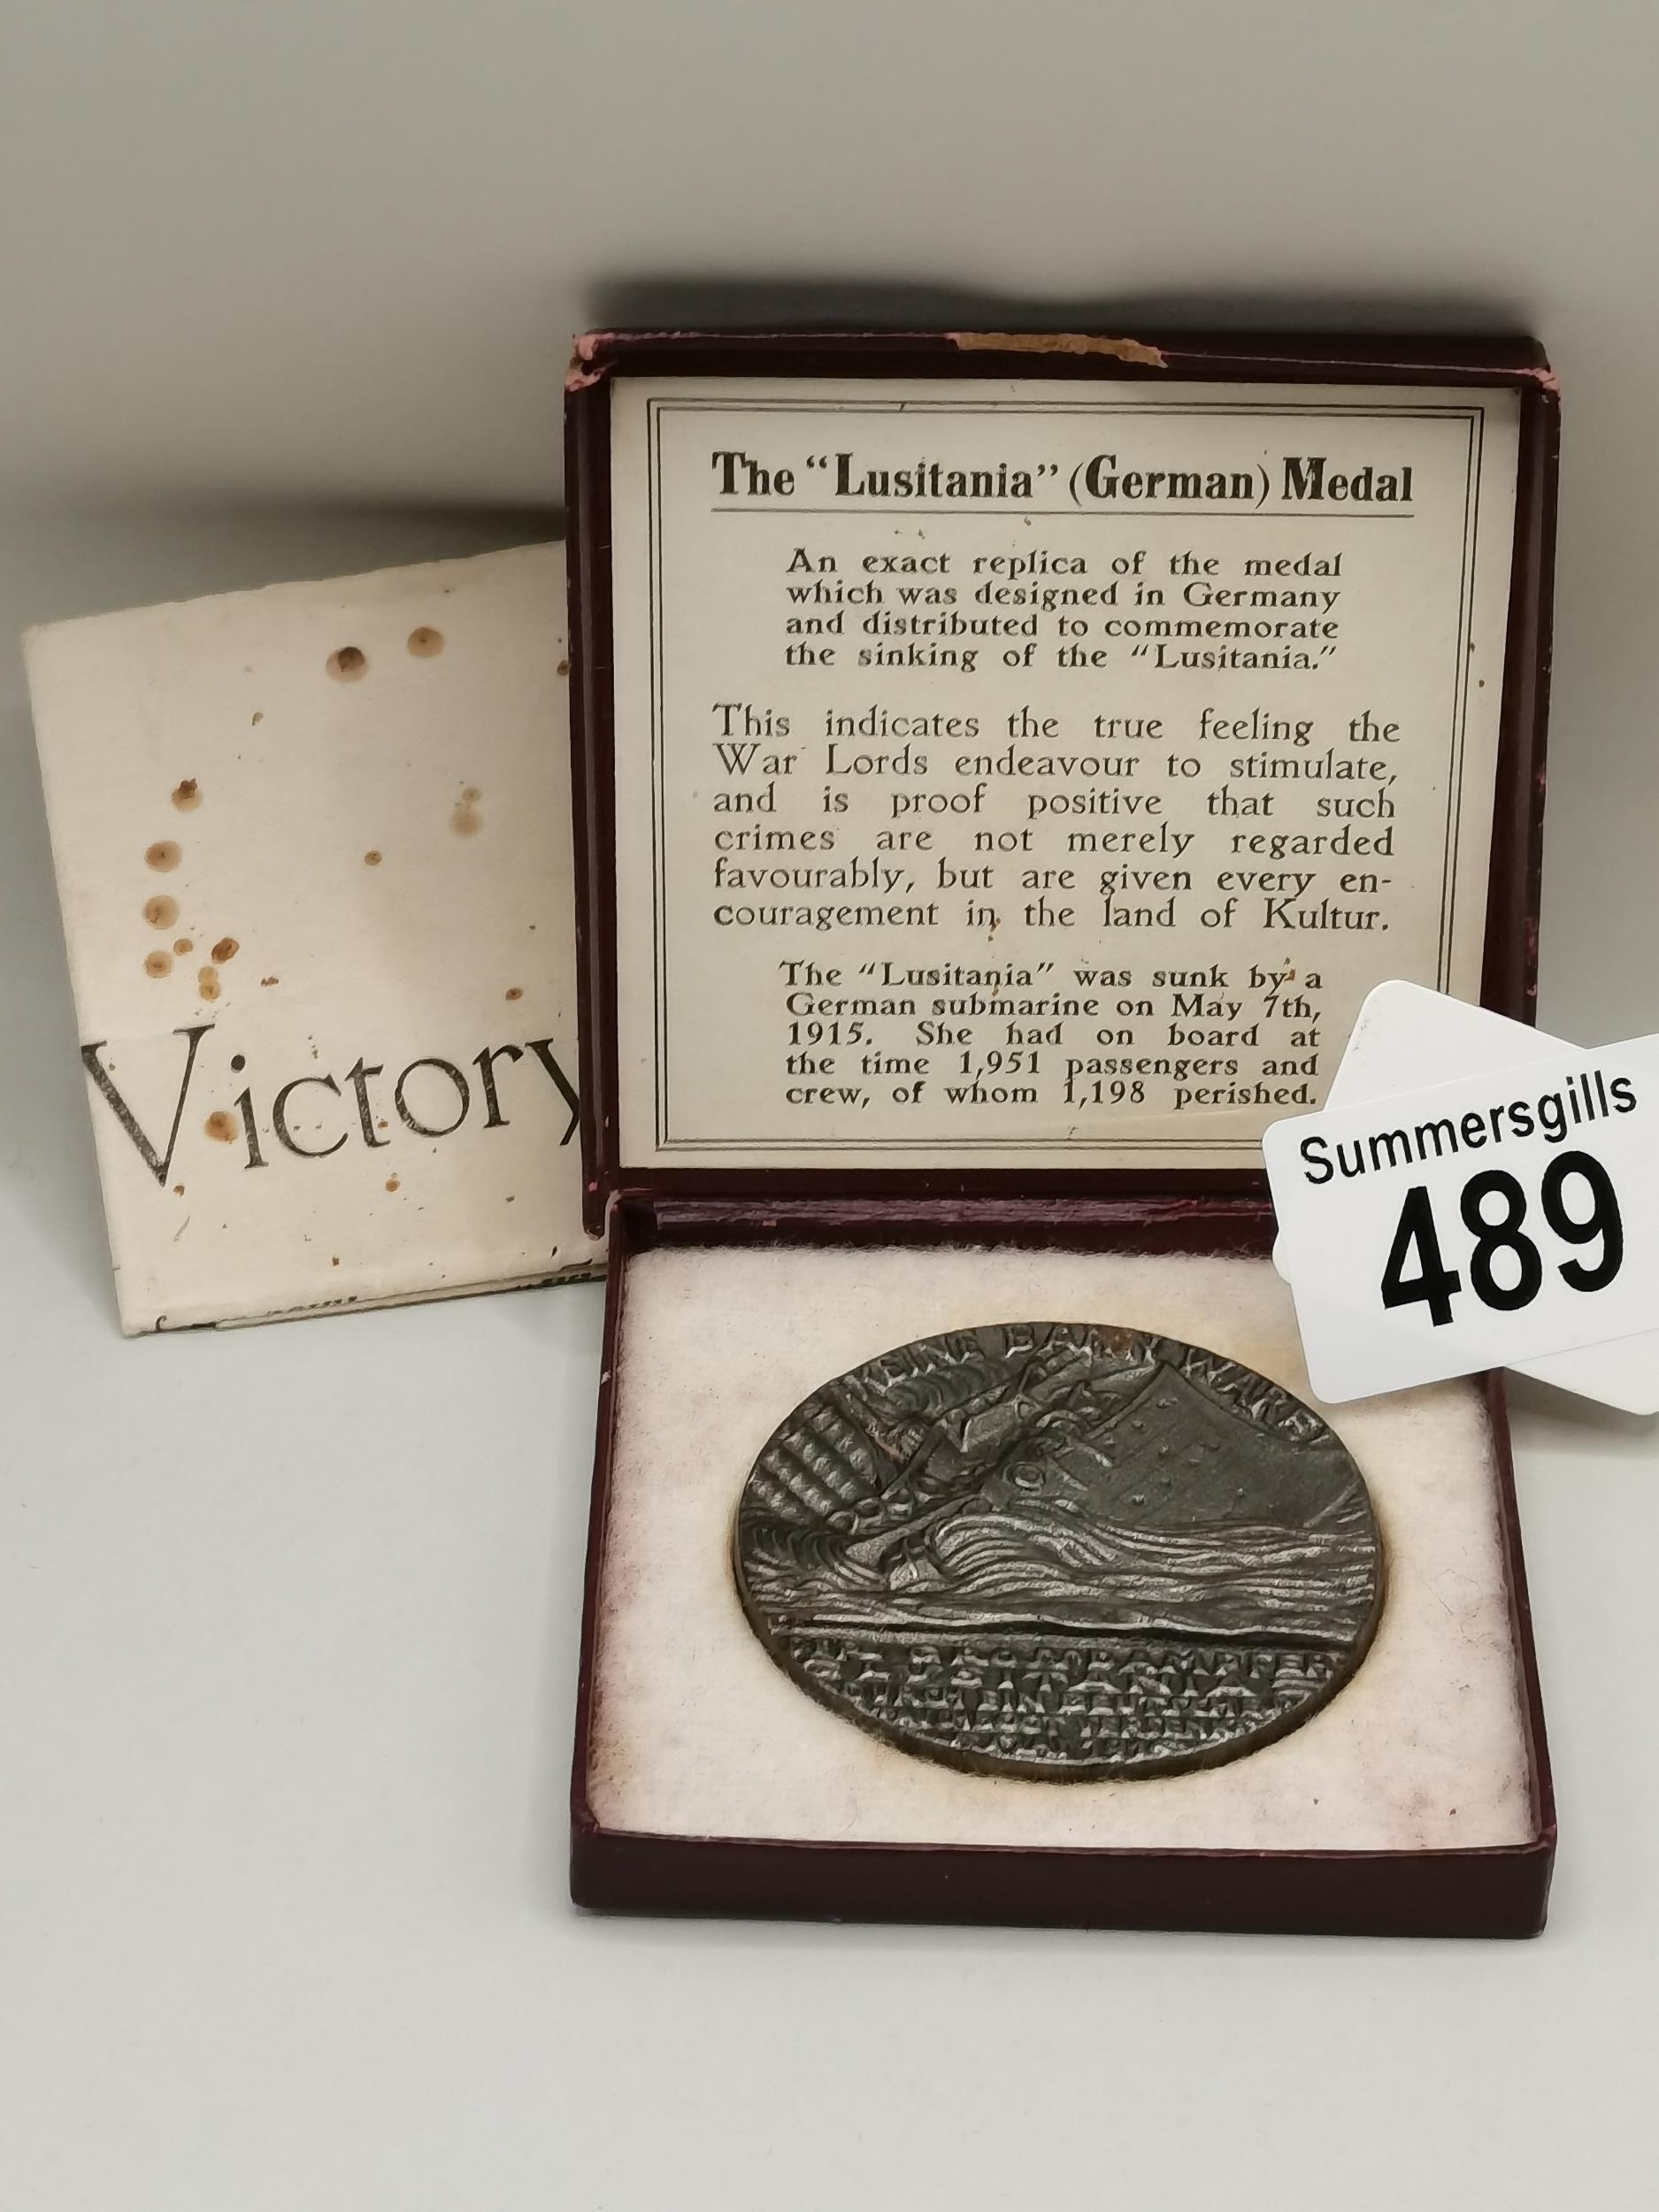 The "Lusitania" (German) Medal
An exact replica of the medal
which was designed in Germany
and distributed to commemorate
the sinking of the "Lusitania."
This indicates the true feeling the
War Lords endeavour to stimulate,
and is proof positive that such
crimes are not merely regarded
favourably, but are given every en-
couragement in the land of Kultur.
The "Lusitania" was sunk by a
German submarine on May 7th,
1915. She had on board at
the time 1,951 passengers and
crew, of whom 1,198 perished.
Victory
Summersgills
489
KEINE BANNWARE